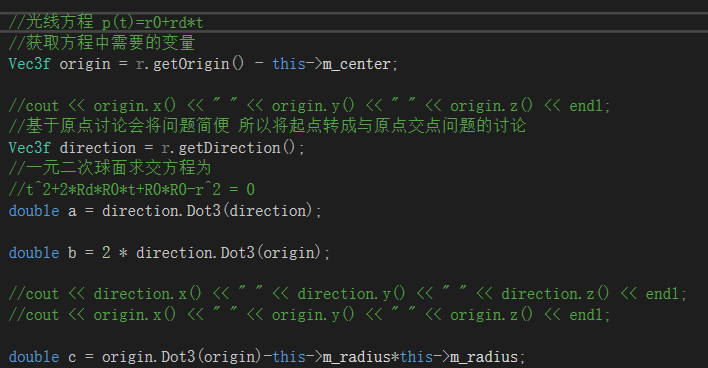 //光线方程 p(t)=r0+rd*t
//获取方程中需要的变量
Vec3f origin = r.getOrigin() - this->m_center;
//cout << origin.x() << " " << origin.y() << " " << origin.z() << endl;
//基于原点讨论会将问题简便 所以将起点转成与原点交点问题的讨论
Vec3f direction = r.getDirection();
//一元二次球面求交方程为
//t^2+2*Rd*R0*t+R0*R0-r^2 = 0
double a = direction.Dot3(direction);
double b = 2 * direction.Dot3(origin);
//cout << direction.x() << " " << direction.y() << " " << direction.z() << endl;
//cout << origin.x() << " " << origin.y() << " " << origin.z() << endl;
double c = origin.Dot3(origin)-this->m_radius*this->m_radius;